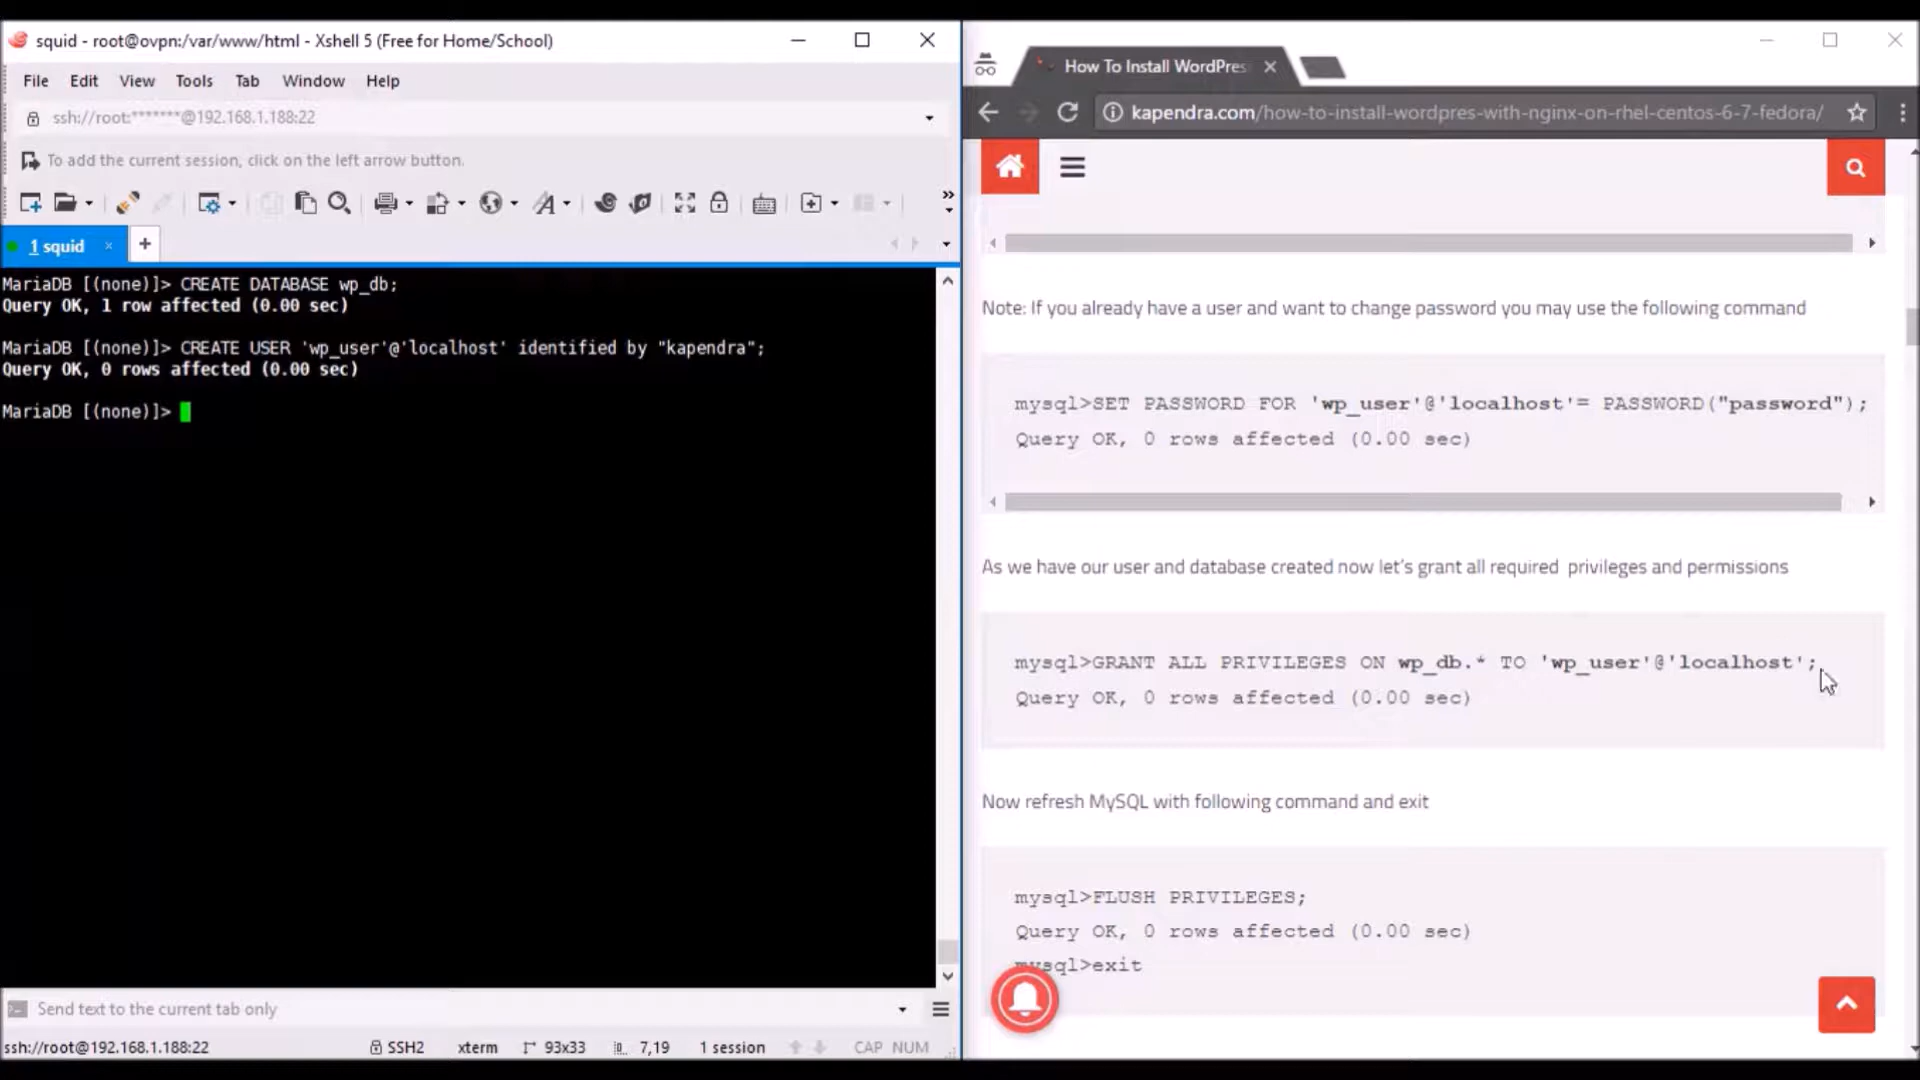 squid - root@ovpn:/var/www/html - Xshell 5 (Free for Home/School)
File Edit View Tools Tab Window Help
ssh://root:*******@192.168.1.188:22
To add the current session, click on the left arrow button.
1 squid
MariaDB [(none)]> CREATE DATABASE wp_db;
Query OK, 1 row affected (0.00 sec)
MariaDB [(none)]> CREATE USER 'wp_user'@'localhost' identified by "kapendra";
Query OK, 0 rows affected (0.00 sec)
MariaDB [(none)]>
Send text to the current tab only
ssh://root@192.168.1.188:22 SSH2 xterm 93x33 7,19 1 session CAP NUM
How To Install WordPres
kapendra.com/how-to-install-wordpres-with-nginx-on-rhel-centos-6-7-fedora/
Note: If you already have a user and want to change password you may use the following command
mysql>SET PASSWORD FOR 'wp_user'@'localhost'= PASSWORD("password");
Query OK, 0 rows affected (0.00 sec)
As we have our user and database created now let's grant all required privileges and permissions
mysql>GRANT ALL PRIVILEGES ON wp_db.* TO 'wp_user'@'localhost';
Query OK, 0 rows affected (0.00 sec)
Now refresh MySQL with following command and exit
mysql>FLUSH PRIVILEGES;
Query OK, 0 rows affected (0.00 sec)
mysql>exit